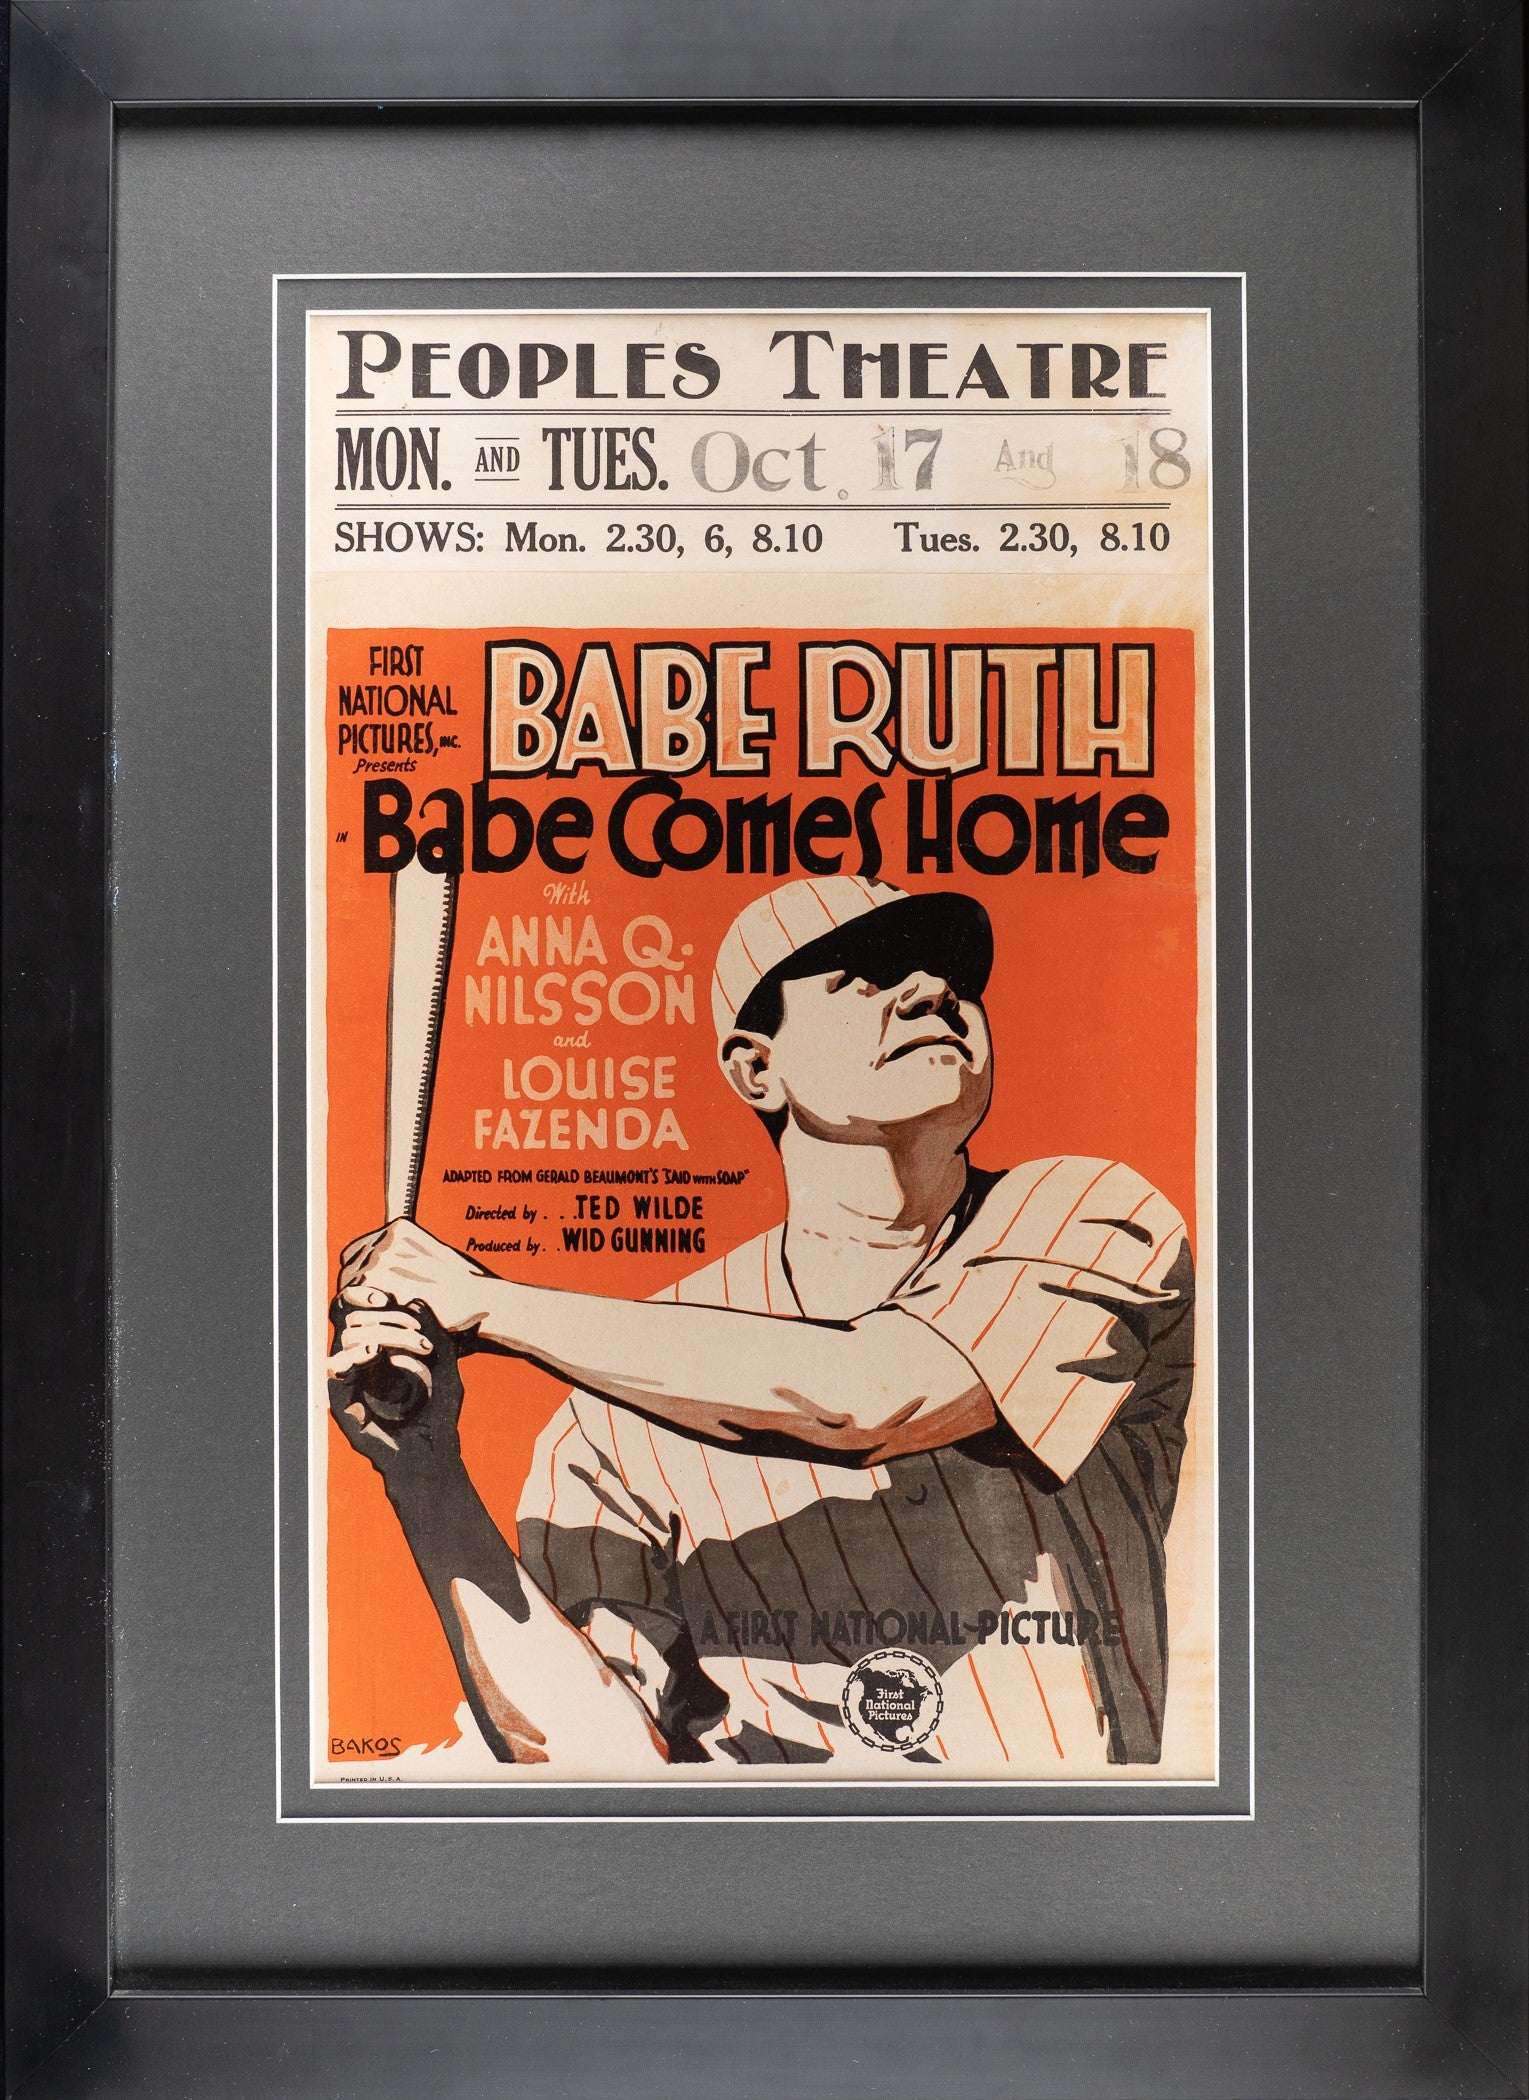 PEOPLES THEATRE
MON. AND TUES. Oct. 17 And 18
SHOWS: Mon. 2.30, 6, 8.10 Tues. 2.30, 8.10
FIRST
NATIONAL
PICTURES, INC.
Presents
BABE RUTH
IN Babe Comes Home
With
ANNA Q.
NILSSON
and
LOUISE
FAZENDA
ADAPTED FROM GERALD BEAUMONT'S "SAID WITH SOAP"
Directed by . . . TED WILDE
Produced by . . WID GUNNING
A FIRST NATIONAL PICTURE
First
National
Pictures
BAKOS
PRINTED IN U. S. A.